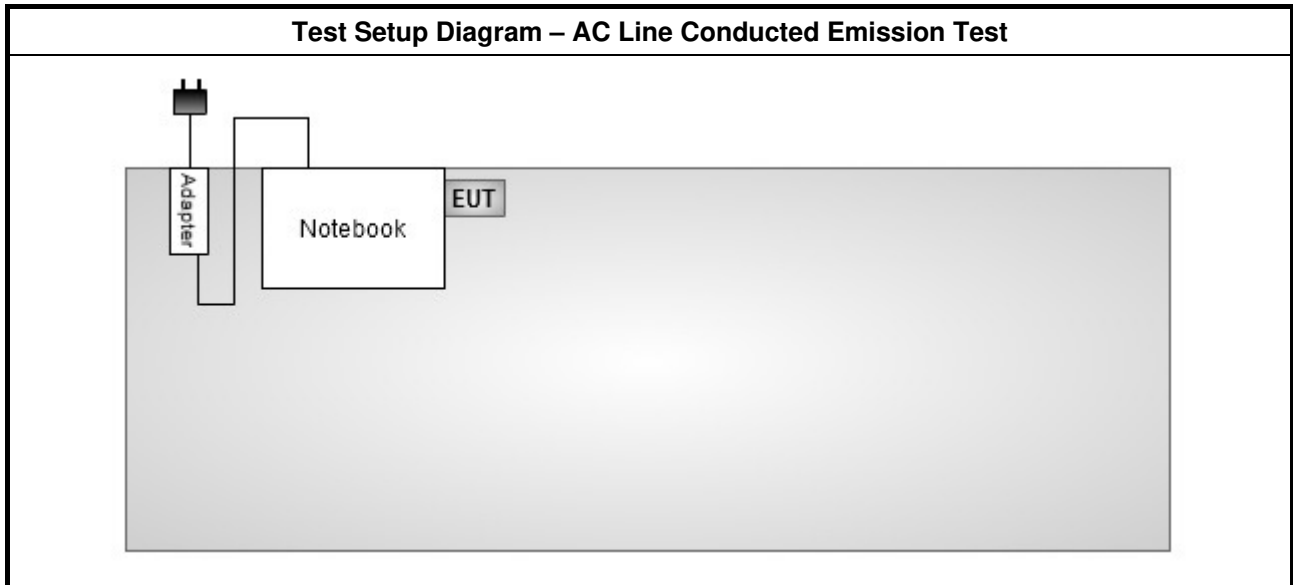 Test Setup Diagram – AC Line Conducted Emission Test
Adapter
Notebook
EUT